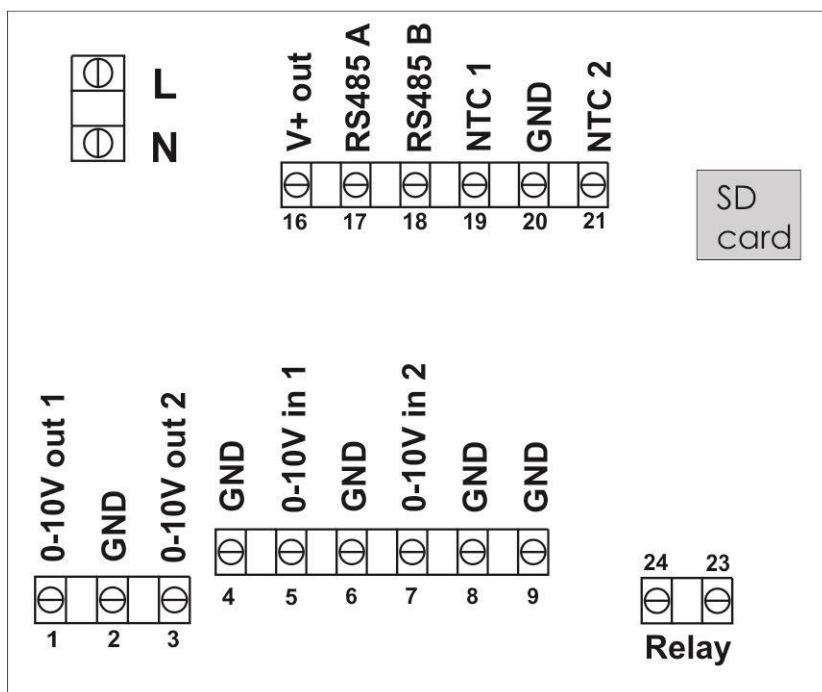 L
N
V+ out
RS485 A
RS485 B
NTC 1
GND
NTC 2
16 17 18 19 20 21
SD
card
0-10V out 1
GND
0-10V out 2
1 2 3
GND
0-10V in 1
GND
0-10V in 2
GND
GND
4 5 6 7 8 9
24 23
Relay